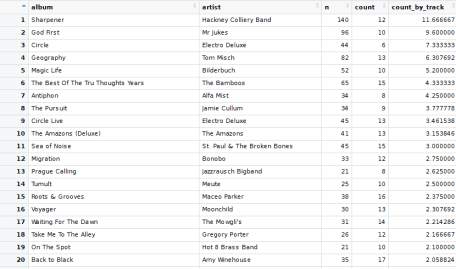 album artist n count count_by_track
1 Sharpener Hackney Colliery Band 140 12 11.666667
2 God First Mr Jukes 96 10 9.600000
3 Circle Electro Deluxe 44 6 7.333333
4 Geography Tom Misch 82 13 6.307692
5 Magic Life Bilderbuch 52 10 5.200000
6 The Best Of The Tru Thoughts Years The Bamboos 65 15 4.333333
7 Antiphon Alfa Mist 34 8 4.250000
8 The Pursuit Jamie Cullum 34 9 3.777778
9 Circle Live Electro Deluxe 45 13 3.461538
10 The Amazons (Deluxe) The Amazons 41 13 3.153846
11 Sea of Noise St. Paul & The Broken Bones 45 15 3.000000
12 Migration Bonobo 33 12 2.750000
13 Prague Calling Jazzrausch Bigband 21 8 2.625000
14 Tumult Meute 25 10 2.500000
15 Roots & Grooves Maceo Parker 38 16 2.375000
16 Voyager Moonchild 30 13 2.307692
17 Waiting For The Dawn The Mowgli's 31 14 2.214286
18 Take Me To The Alley Gregory Porter 26 12 2.166667
19 On The Spot Hot 8 Brass Band 21 10 2.100000
20 Back to Black Amy Winehouse 35 17 2.058824